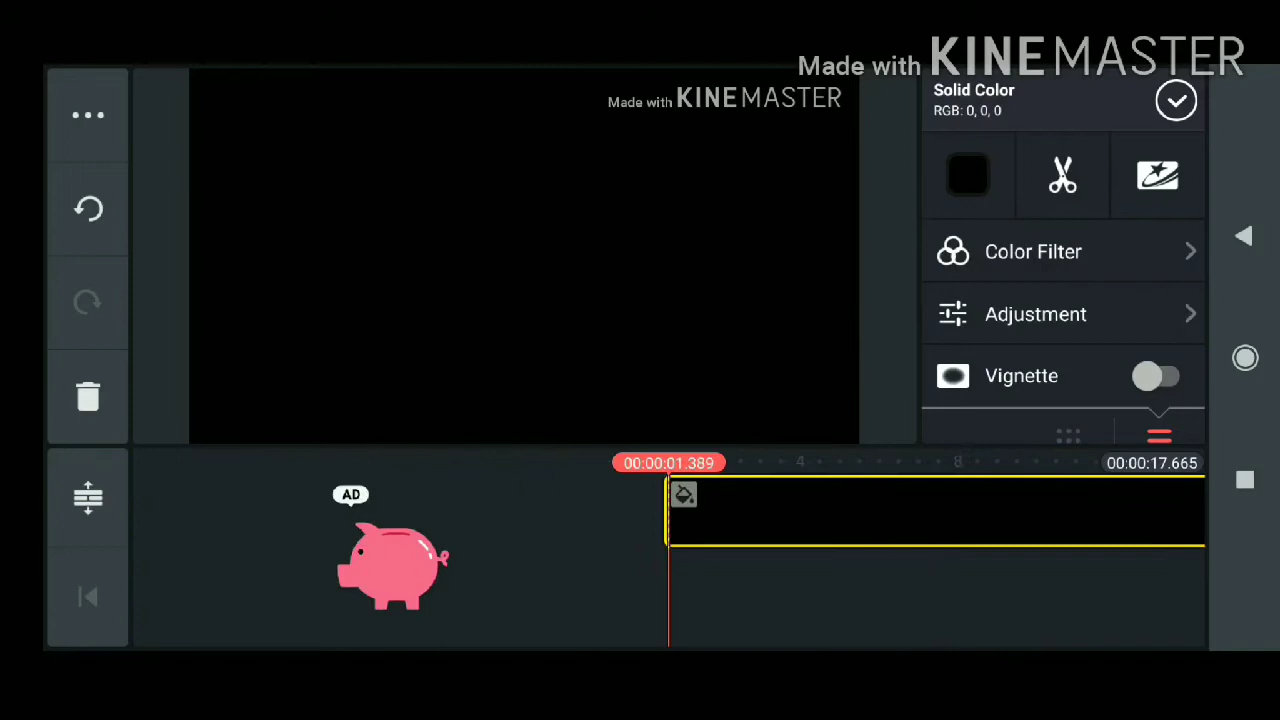 Made with KINEMASTER
Made with KINEMASTER
Solid Color
RGB: 0, 0, 0
Color Filter
Adjustment
Vignette
00:00:01.389
4
8
00:00:17.665
AD